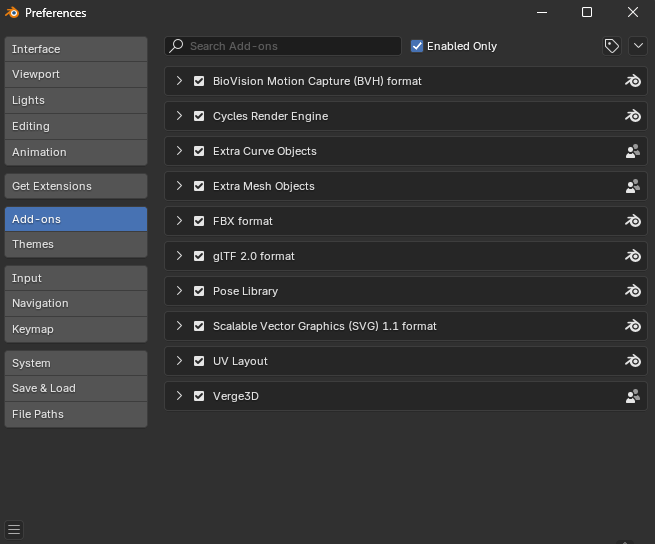 Preferences
Interface
Viewport
Lights
Editing
Animation
Get Extensions
Add-ons
Themes
Input
Navigation
Keymap
System
Save & Load
File Paths
Search Add-ons
Enabled Only
BioVision Motion Capture (BVH) format
Cycles Render Engine
Extra Curve Objects
Extra Mesh Objects
FBX format
glTF 2.0 format
Pose Library
Scalable Vector Graphics (SVG) 1.1 format
UV Layout
Verge3D